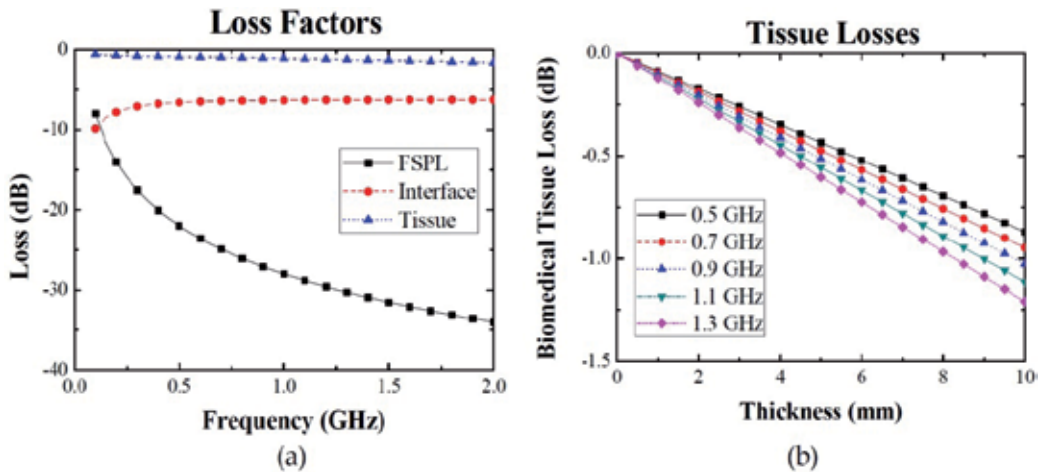 Loss Factors
0
-10
-20
-30
-40
Loss (dB)
FSPL
Interface
Tissue
0.0 0.5 1.0 1.5 2.0
Frequency (GHz)
(a)
Tissue Losses
0.0
-0.5
-1.0
-1.5
Biomedical Tissue Loss (dB)
0.5 GHz
0.7 GHz
0.9 GHz
1.1 GHz
1.3 GHz
0 2 4 6 8 10
Thickness (mm)
(b)